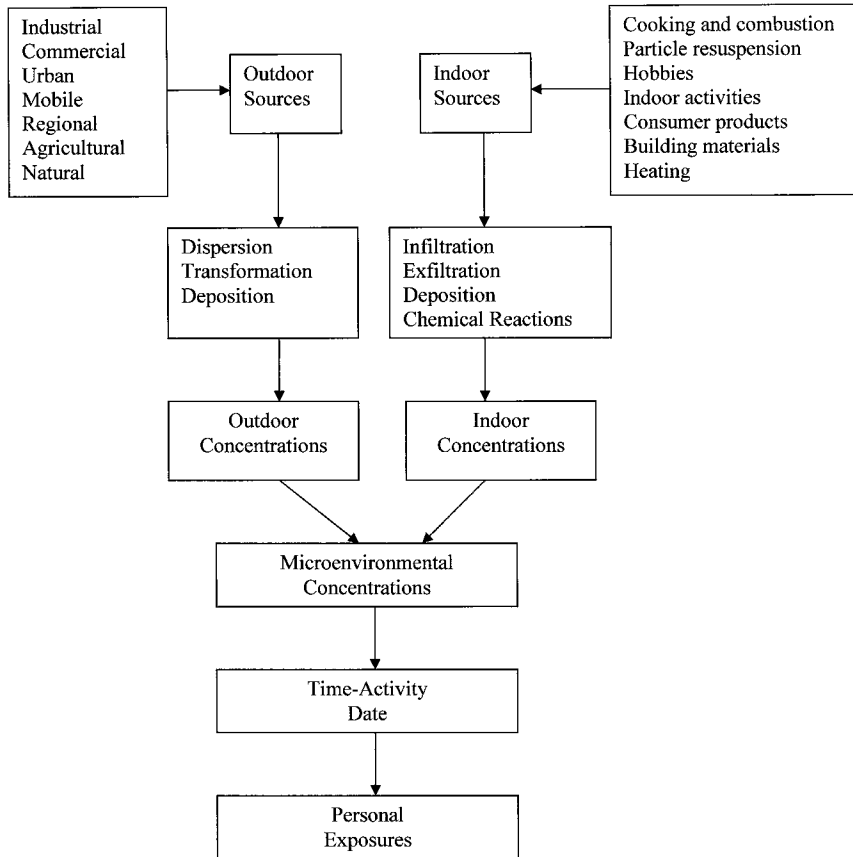 Industrial
Commercial
Urban
Mobile
Regional
Agricultural
Natural
Outdoor
Sources
Indoor
Sources
Cooking and combustion
Particle resuspension
Hobbies
Indoor activities
Consumer products
Building materials
Heating
Dispersion
Transformation
Deposition
Infiltration
Exfiltration
Deposition
Chemical Reactions
Outdoor
Concentrations
Indoor
Concentrations
Microenvironmental
Concentrations
Time-Activity
Date
Personal
Exposures